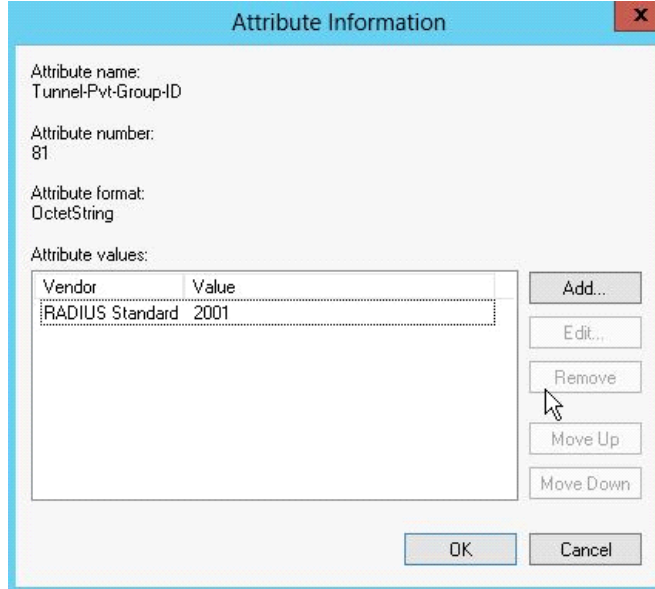 Attribute Information
x
Attribute name:
Tunnel-Pvt-Group-ID
Attribute number:
81
Attribute format:
OctetString
Attribute values:
Vendor Value
RADIUS Standard 2001
Add...
Edit...
Remove
Move Up
Move Down
OK Cancel